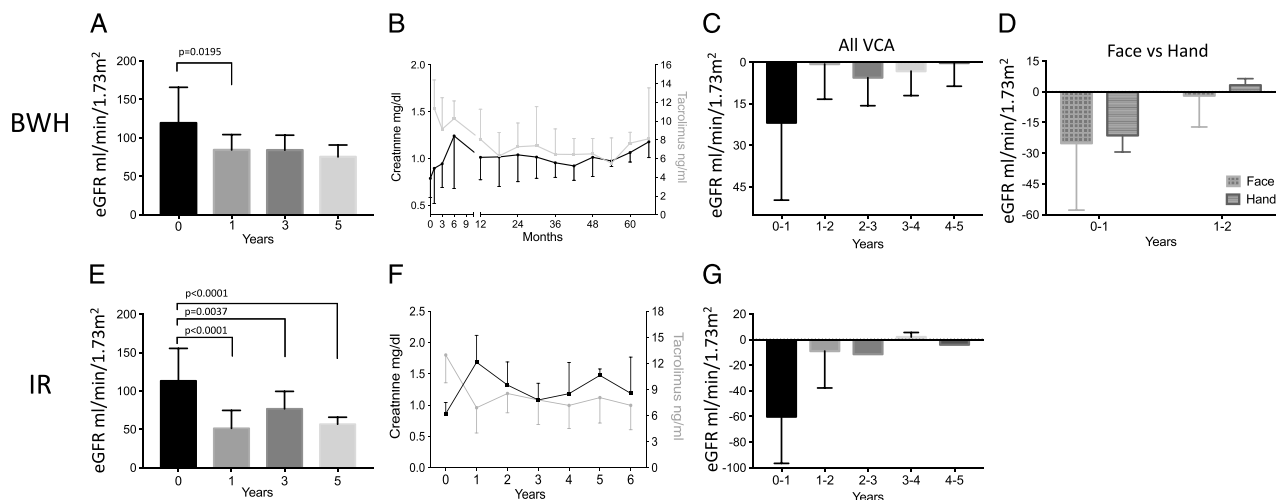 A
BWH
eGFR ml/min/1.73m²
200
150
100
50
0
p=0.0195
0 1 3 5
Years
B
Creatinine mg/dl
2.0
1.5
1.0
0.5
Tacrolimus ng/ml
16
14
12
10
8
6
4
2
0
0 3 6 9 12 24 36 48 60
Months
C
All VCA
eGFR ml/min/1.73m²
0
15
30
45
0-1 1-2 2-3 3-4 4-5
Years
D
Face vs Hand
eGFR ml/min/1.73m²
15
0
-15
-30
-45
-60
Face
Hand
0-1 1-2
Years
E
IR
eGFR ml/min/1.73m²
200
150
100
50
0
p<0.0001
p=0.0037
p<0.0001
0 1 3 5
Years
F
Creatinine mg/dl
2.5
2.0
1.5
1.0
0.5
0.0
Tacrolimus ng/ml
18
15
12
9
6
3
0
0 1 2 3 4 5 6
Years
G
eGFR ml/min/1.73m²
20
0
-20
-40
-60
-80
-100
0-1 1-2 2-3 3-4 4-5
Years